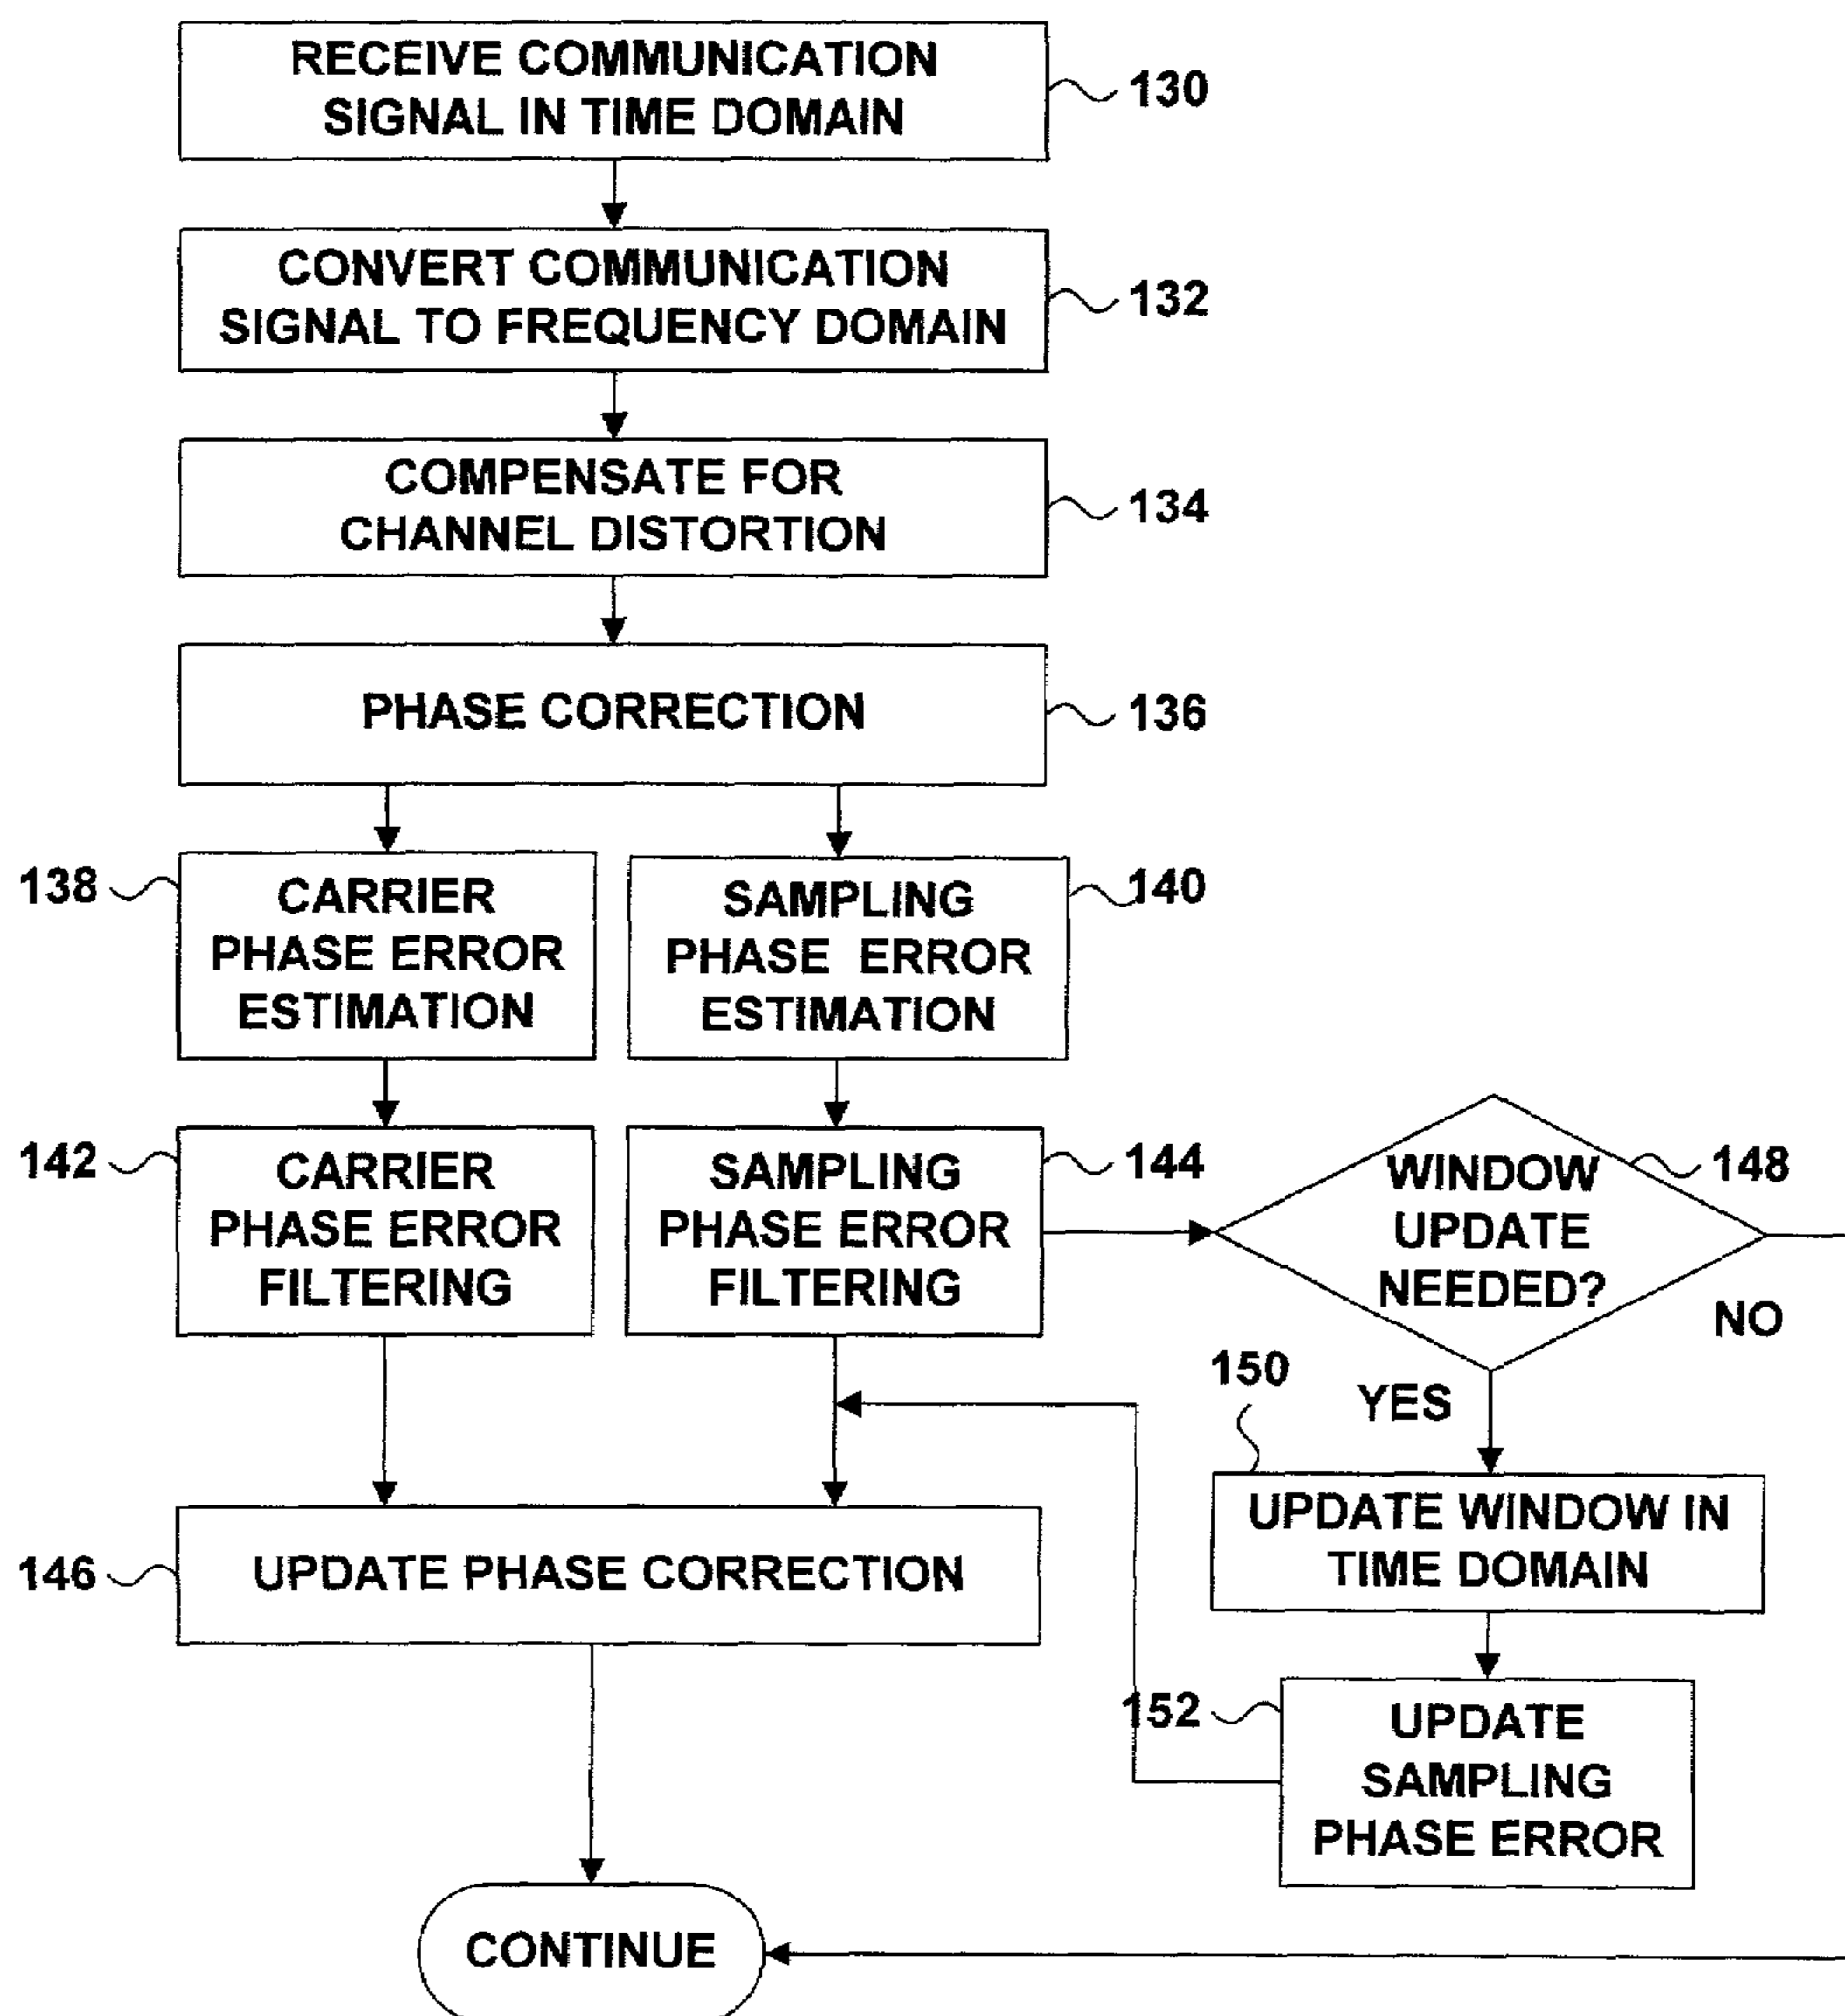 RECEIVE COMMUNICATION
SIGNAL IN TIME DOMAIN
130
CONVERT COMMUNICATION
SIGNAL TO FREQUENCY DOMAIN
132
COMPENSATE FOR
CHANNEL DISTORTION
134
PHASE CORRECTION
136
138
CARRIER
PHASE ERROR
ESTIMATION
SAMPLING
PHASE ERROR
ESTIMATION
140
142
CARRIER
PHASE ERROR
FILTERING
SAMPLING
PHASE ERROR
FILTERING
144
WINDOW
UPDATE
NEEDED?
148
NO
YES
150
UPDATE WINDOW IN
TIME DOMAIN
146
UPDATE PHASE CORRECTION
152
UPDATE
SAMPLING
PHASE ERROR
CONTINUE